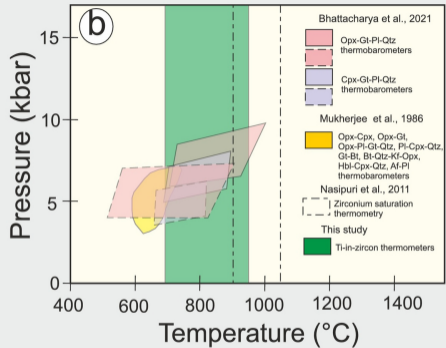 b
Pressure (kbar)
15
10
5
0
400
600
800
1000
1200
1400
Temperature (°C)
Bhattacharya et al., 2021
Opx-Gt-Pl-Qtz
thermobarometers
Cpx-Gt-Pl-Qtz
thermobarometers
Mukherjee et al., 1986
Opx-Cpx, Opx-Gt,
Opx-Pl-Gt-Qtz, Pl-Cpx-Qtz,
Gt-Bt, Bt-Qtz-Kf-Opx,
Hbl-Cpx-Qtz, Af-Pl
thermobarometers
Nasipuri et al., 2011
Zirconium saturation
thermometry
This study
Ti-in-zircon thermometers